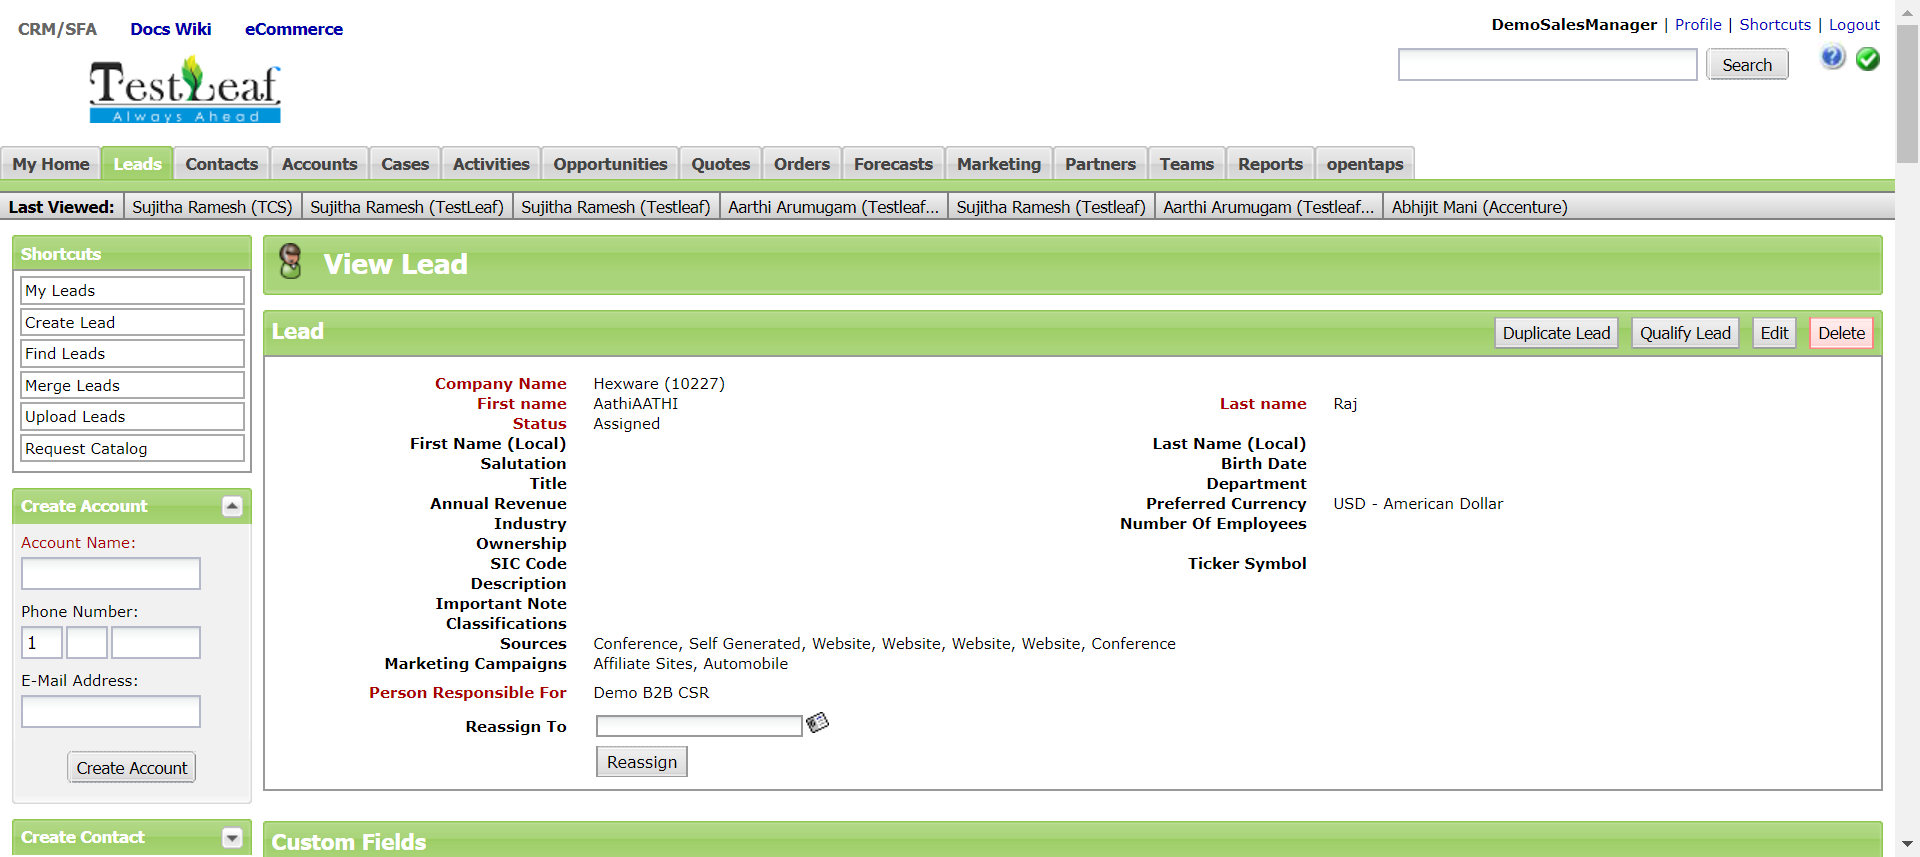 CRM/SFA Docs Wiki eCommerce
DemoSalesManager | Profile | Shortcuts | Logout
Search
TestLeaf
Always Ahead
My Home Leads Contacts Accounts Cases Activities Opportunities Quotes Orders Forecasts Marketing Partners Teams Reports opentaps
Last Viewed: Sujitha Ramesh (TCS) Sujitha Ramesh (TestLeaf) Sujitha Ramesh (Testleaf) Aarthi Arumugam (Testleaf... Sujitha Ramesh (Testleaf) Aarthi Arumugam (Testleaf... Abhijit Mani (Accenture)
Shortcuts
My Leads
Create Lead
Find Leads
Merge Leads
Upload Leads
Request Catalog
Create Account
Account Name:
Phone Number:
1
E-Mail Address:
Create Account
Create Contact
View Lead
Lead
Duplicate Lead Qualify Lead Edit Delete
Company Name Hexware (10227)
First name AathiAATHI Last name Raj
Status Assigned
First Name (Local) Last Name (Local)
Salutation Birth Date
Title Department
Annual Revenue Preferred Currency USD - American Dollar
Industry Number Of Employees
Ownership
SIC Code Ticker Symbol
Description
Important Note
Classifications
Sources Conference, Self Generated, Website, Website, Website, Website, Conference
Marketing Campaigns Affiliate Sites, Automobile
Person Responsible For Demo B2B CSR
Reassign To
Reassign
Custom Fields